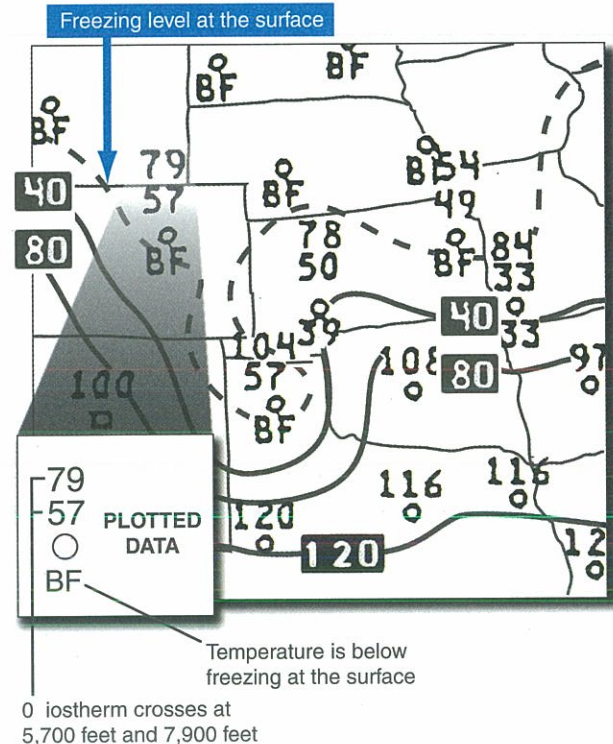 Freezing level at the surface
BF
BF
BF
79
57
BF
BF
54
49
40
80
BF
78
50
BF
84
33
39
40
33
104
57
108
80
97
100
BF
116
116
120
120
12
79
57
PLOTTED
DATA
BF
Temperature is below
freezing at the surface
0 iostherm crosses at
5,700 feet and 7,900 feet